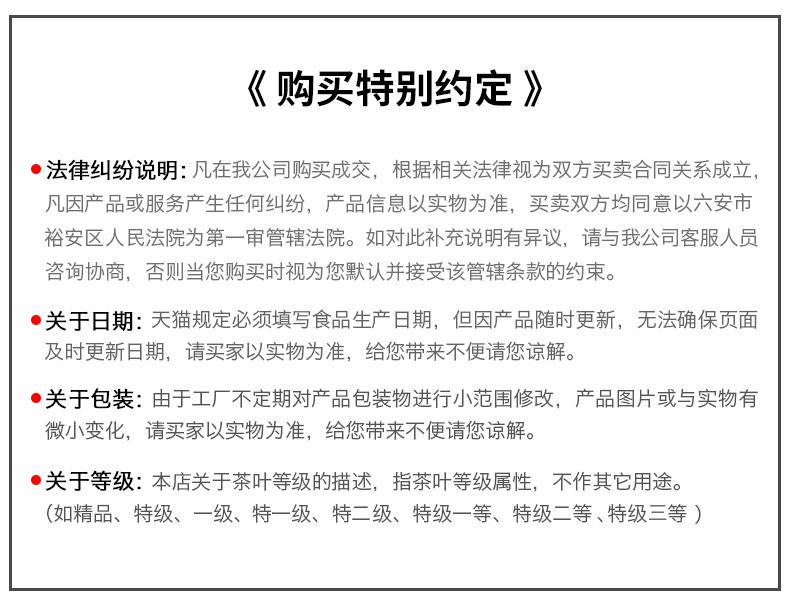 《购买特别约定》
法律纠纷说明：凡在我公司购买成交，根据相关法律视为双方买卖合同关系成立，
凡因产品或服务产生任何纠纷，产品信息以实物为准，买卖双方均同意以六安市
裕安区人民法院为第一审管辖法院。如对此补充说明有异议，请与我公司客服人员
咨询协商，否则当您购买时视为您默认并接受该管辖条款的约束。
关于日期：天猫规定必须填写食品生产日期，但因产品随时更新，无法确保页面
及时更新日期，请买家以实物为准，给您带来不便请您谅解。
关于包装：由于工厂不定期对产品包装物进行小范围修改，产品图片或与实物有
微小变化，请买家以实物为准，给您带来不便请您谅解。
关于等级：本店关于茶叶等级的描述，指茶叶等级属性，不作其它用途。
（如精品、特级、一级、特一级、特二级、特级一等、特级二等、特级三等）